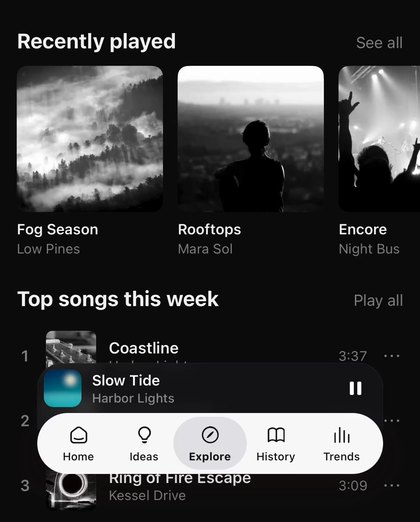 Recently played
See all
Fog Season
Low Pines
Rooftops
Mara Sol
Encore
Night Bus
Top songs this week
Play all
1
Coastline
3:37
Slow Tide
Harbor Lights
2
Home
Ideas
Explore
History
Trends
3
Ring of Fire Escape
Kessel Drive
3:09